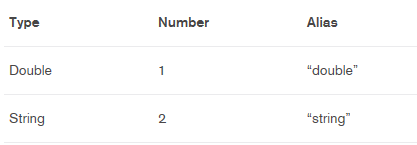 Type Number Alias
Double 1 “double”
String 2 “string”